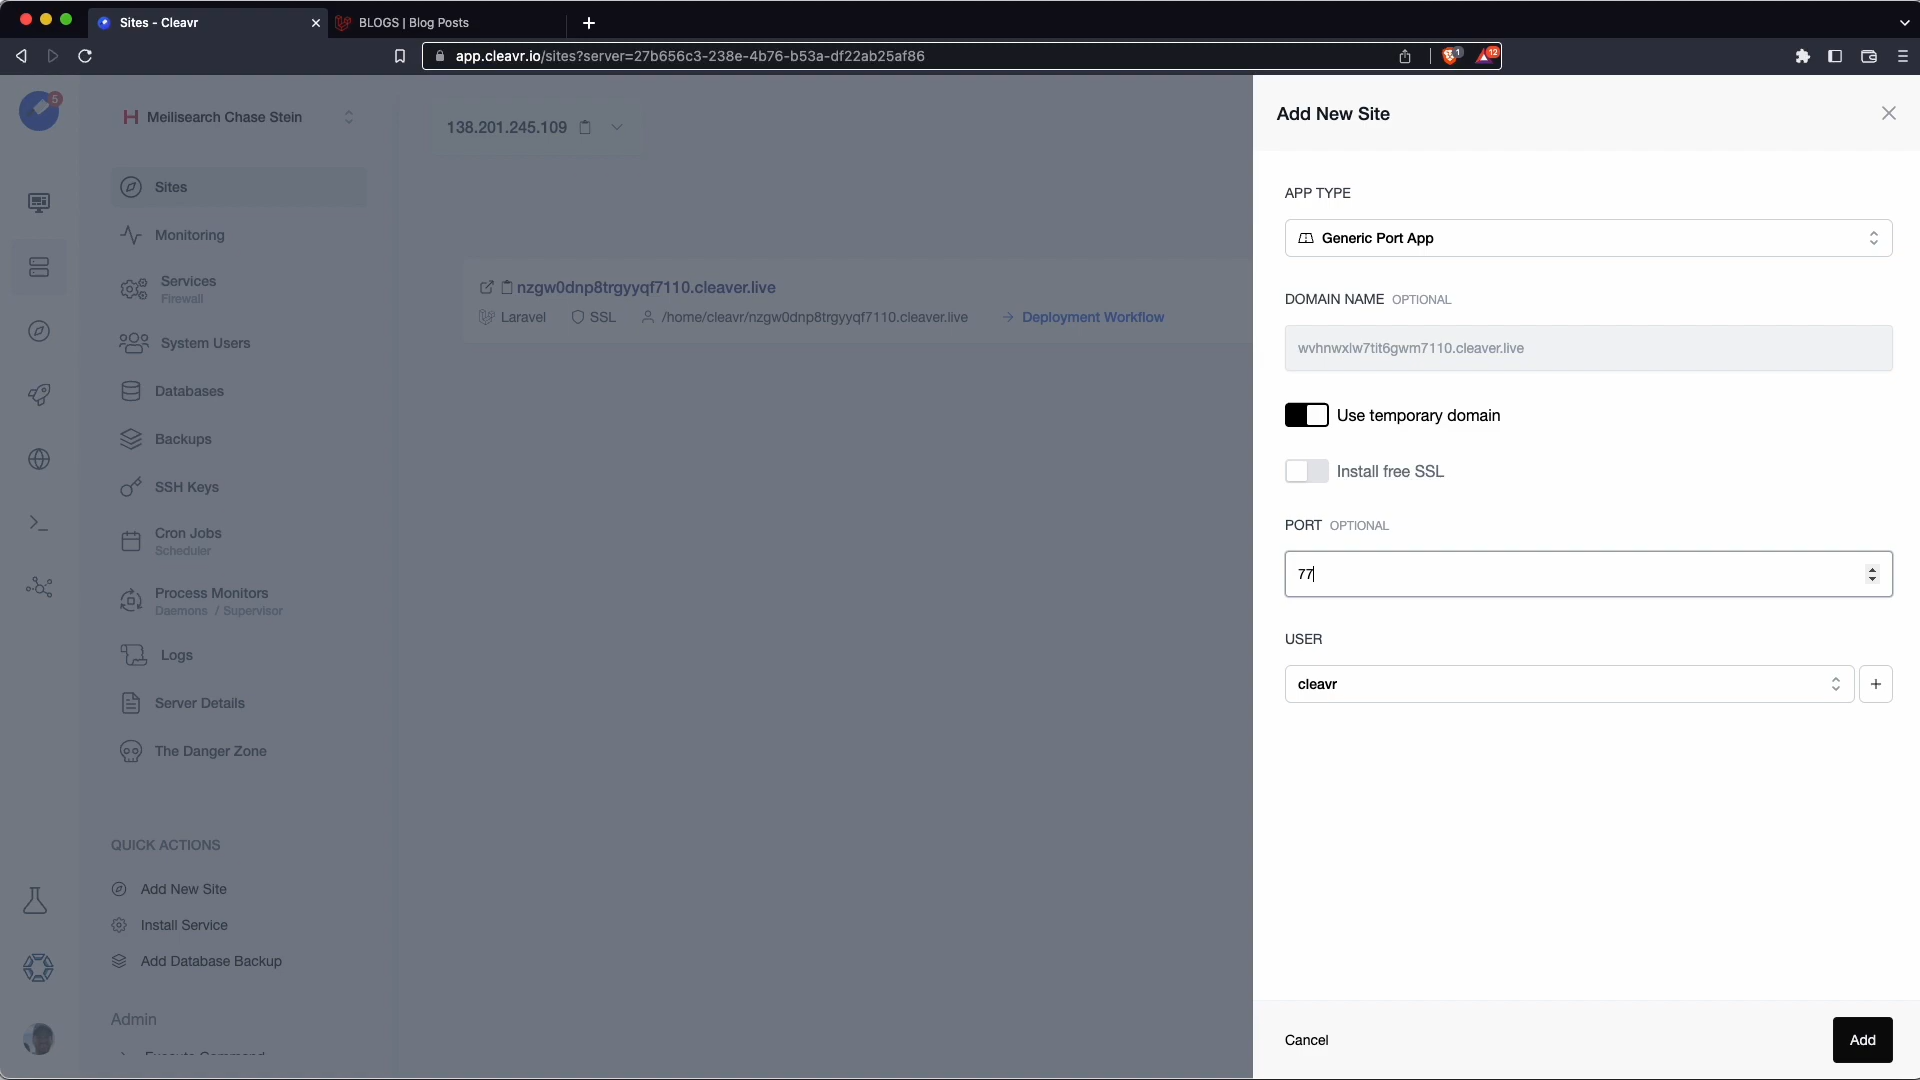 Sites - Cleavr
BLOGS | Blog Posts
app.cleavr.io/sites?server=27b656c3-238e-4b76-b53a-df22ab25af86
1
12
5
Meilisearch Chase Stein
Sites
Monitoring
Services
Firewall
System Users
Databases
Backups
SSH Keys
Cron Jobs
Scheduler
Process Monitors
Daemons / Supervisor
Logs
Server Details
The Danger Zone
QUICK ACTIONS
Add New Site
Install Service
Add Database Backup
Admin
Execute Command
138.201.245.109
nzgw0dnp8trgyyqf7110.cleaver.live
Laravel
SSL
/home/cleavr/nzgw0dnp8trgyyqf7110.cleaver.live
Deployment Workflow
Add New Site
APP TYPE
Generic Port App
DOMAIN NAME OPTIONAL
wvhnwxlw7tit6gwm7110.cleaver.live
Use temporary domain
Install free SSL
PORT OPTIONAL
77
USER
cleavr
Cancel
Add